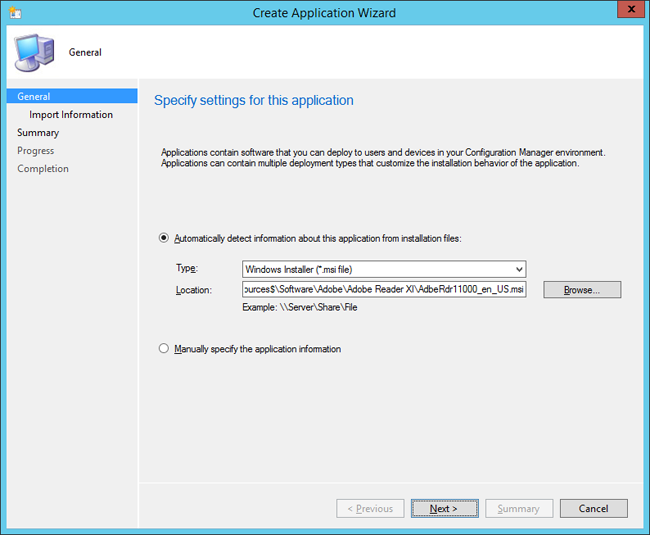 Create Application Wizard
General
General
Import Information
Summary
Progress
Completion
Specify settings for this application
Applications contain software that you can deploy to users and devices in your Configuration Manager environment.
Applications can contain multiple deployment types that customize the installation behavior of the application.
Automatically detect information about this application from installation files:
Type:
Windows Installer (*.msi file)
Location:
ources$\Software\Adobe\Adobe Reader XI\AdbeRdr11000_en_US.msi
Browse...
Example: \\Server\Share\File
Manually specify the application information
< Previous
Next >
Summary
Cancel